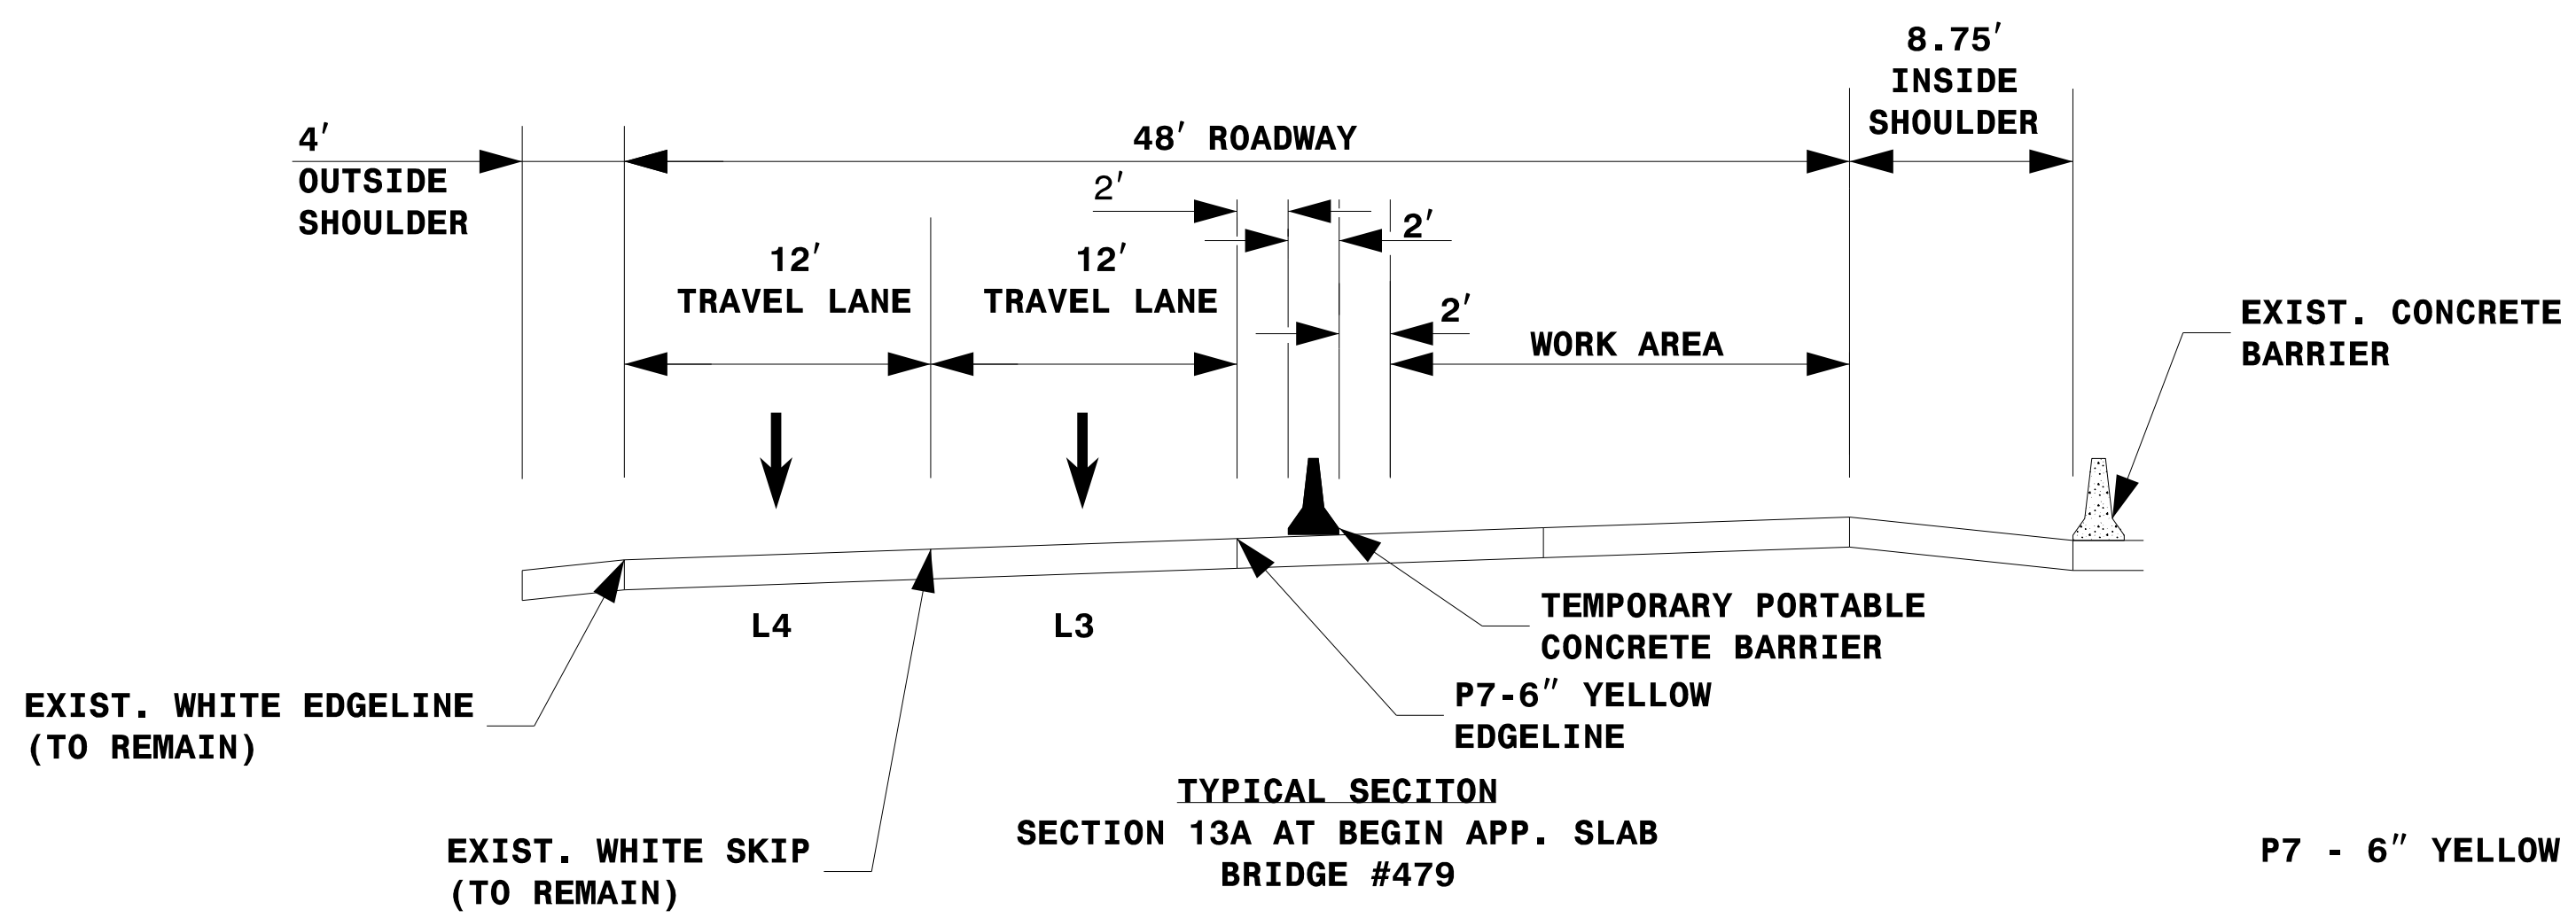 8.75′
INSIDE
SHOULDER
4′
OUTSIDE
SHOULDER
48′ ROADWAY
2′
2′
2′
12′
TRAVEL LANE
12′
TRAVEL LANE
WORK AREA
EXIST. CONCRETE
BARRIER
L4
L3
TEMPORARY PORTABLE
CONCRETE BARRIER
P7-6″ YELLOW
EDGELINE
EXIST. WHITE EDGELINE
(TO REMAIN)
EXIST. WHITE SKIP
(TO REMAIN)
TYPICAL SECITON
SECTION 13A AT BEGIN APP. SLAB
BRIDGE #479
P7 - 6″ YELLOW